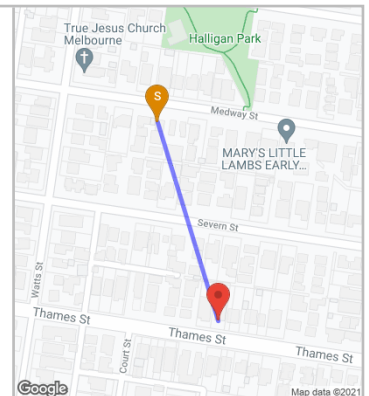 True Jesus Church
Melbourne
Halligan Park
S
Medway St
MARY'S LITTLE
LAMBS EARLY...
Severn St
Watts St
Thames St
Thames St
Court St
Thames St
Google
Map data ©2021